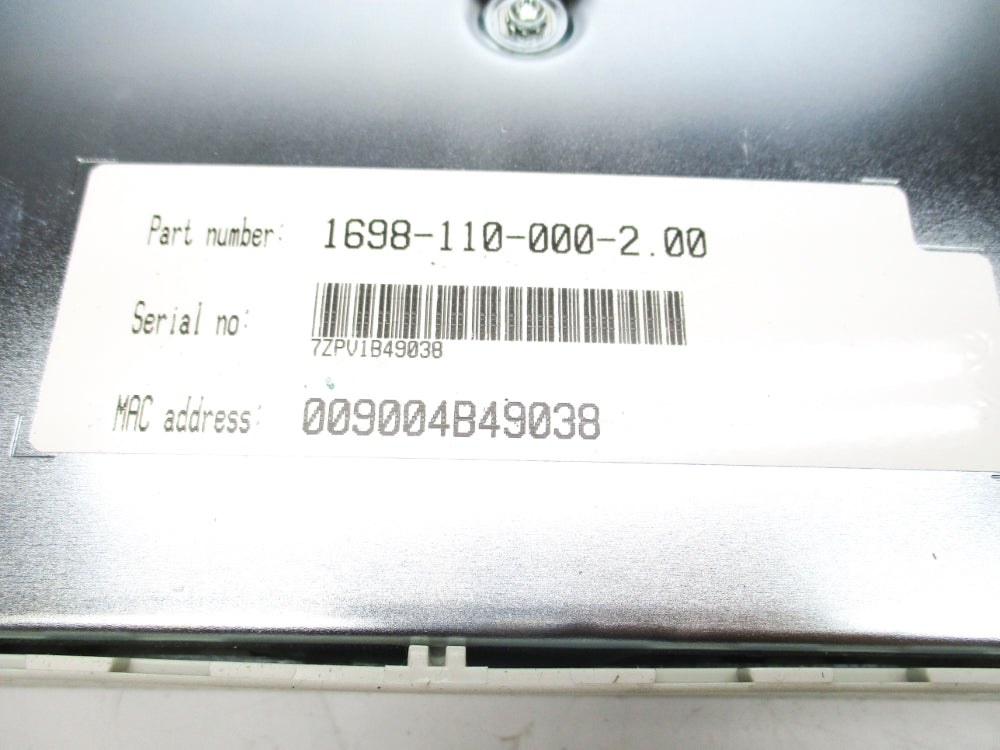 Part number: 1698-110-000-2.00
Serial no:
7ZPV1B49038
MAC address: 009004B49038